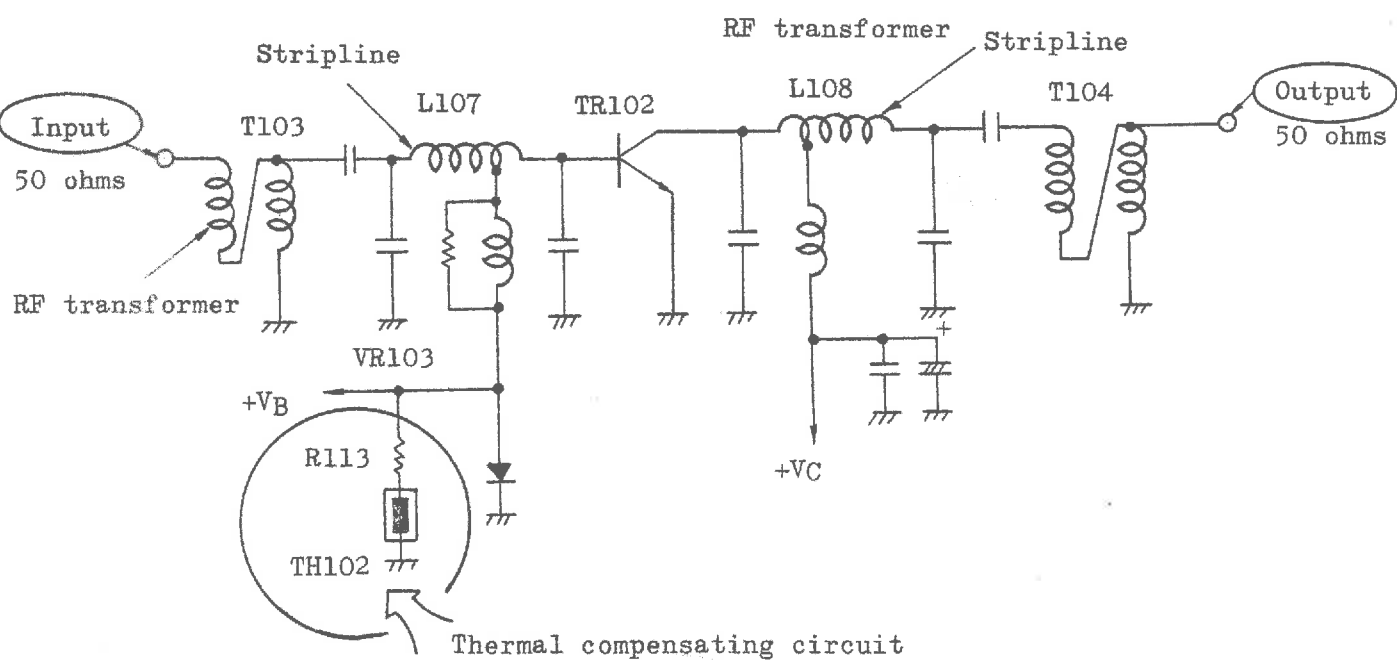 RF transformer
Stripline
Stripline
L107
TR102
L108
T104
Output
50 ohms
Input
T103
50 ohms
RF transformer
+
VR103
+VB
R113
+VC
TH102
Thermal compensating circuit